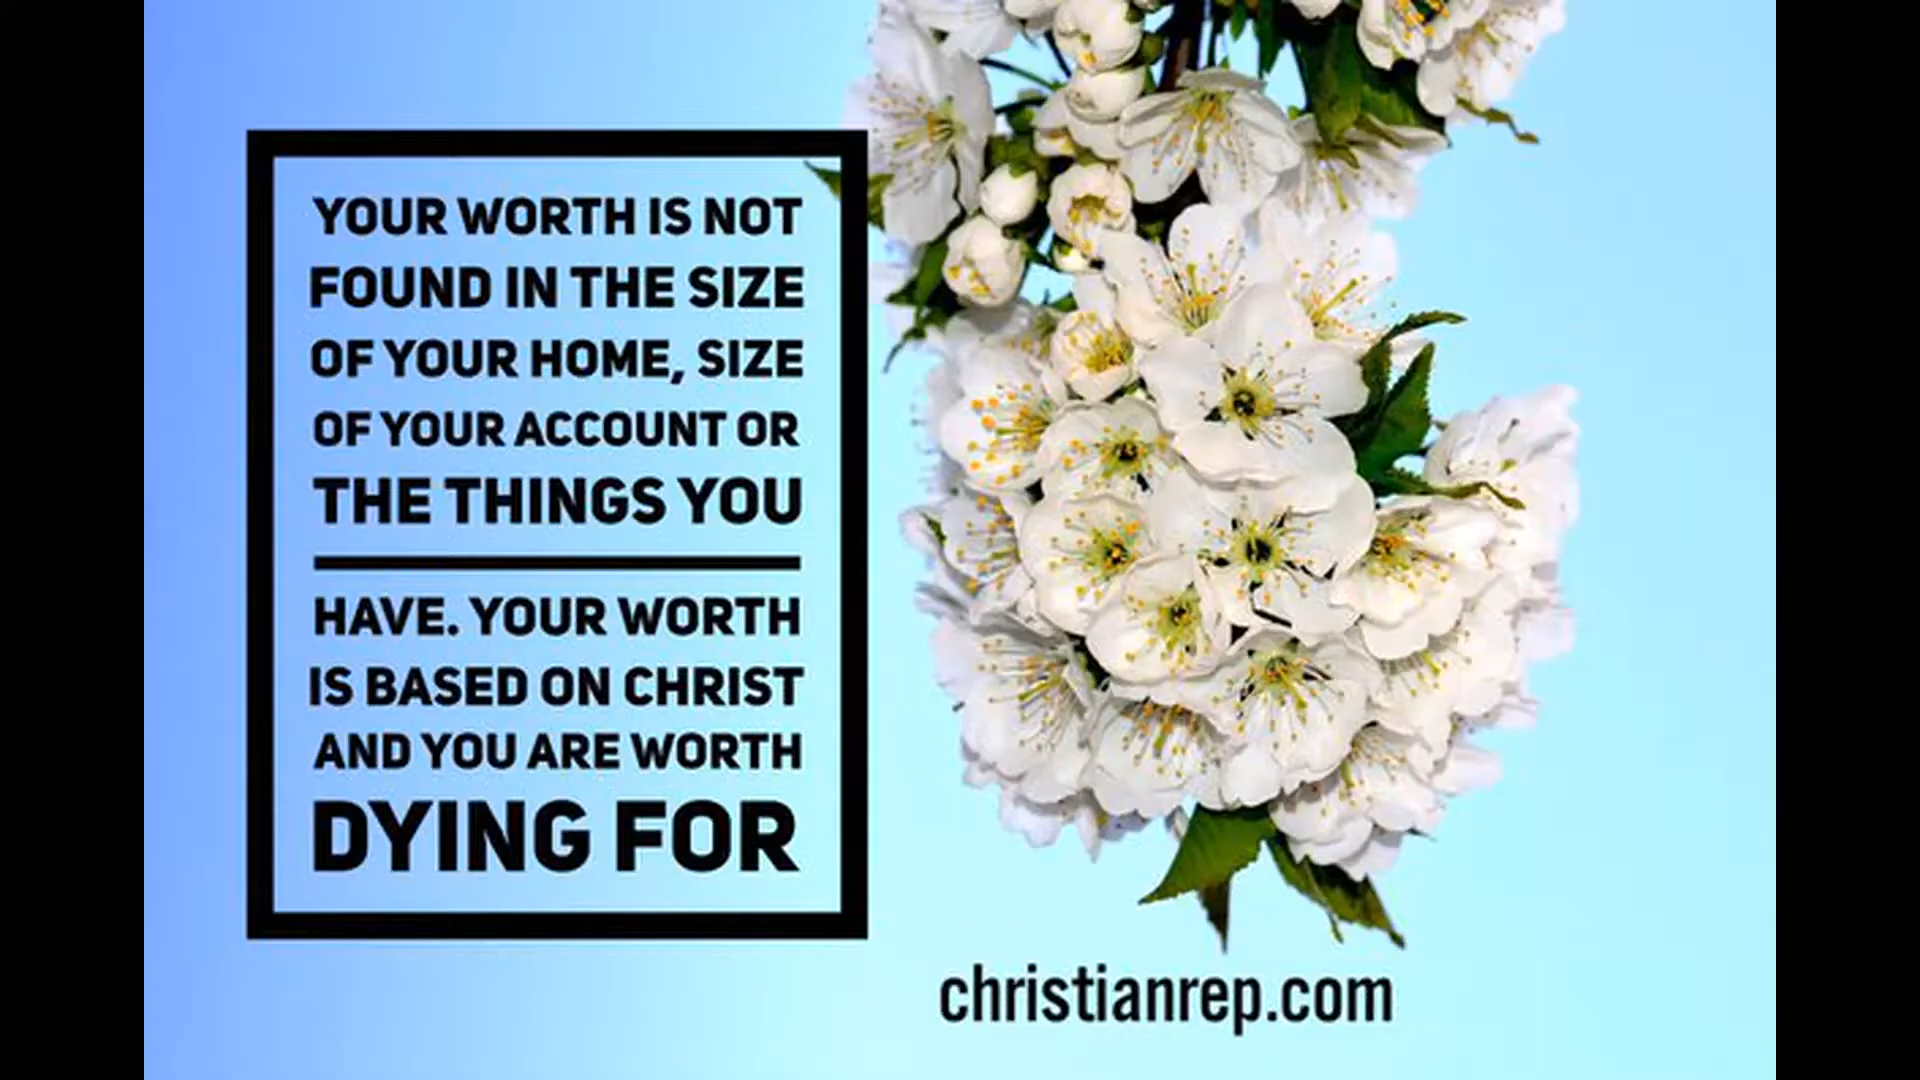 YOUR WORTH IS NOT
FOUND IN THE SIZE
OF YOUR HOME, SIZE
OF YOUR ACCOUNT OR
THE THINGS YOU
HAVE. YOUR WORTH
IS BASED ON CHRIST
AND YOU ARE WORTH
DYING FOR
christianrep.com